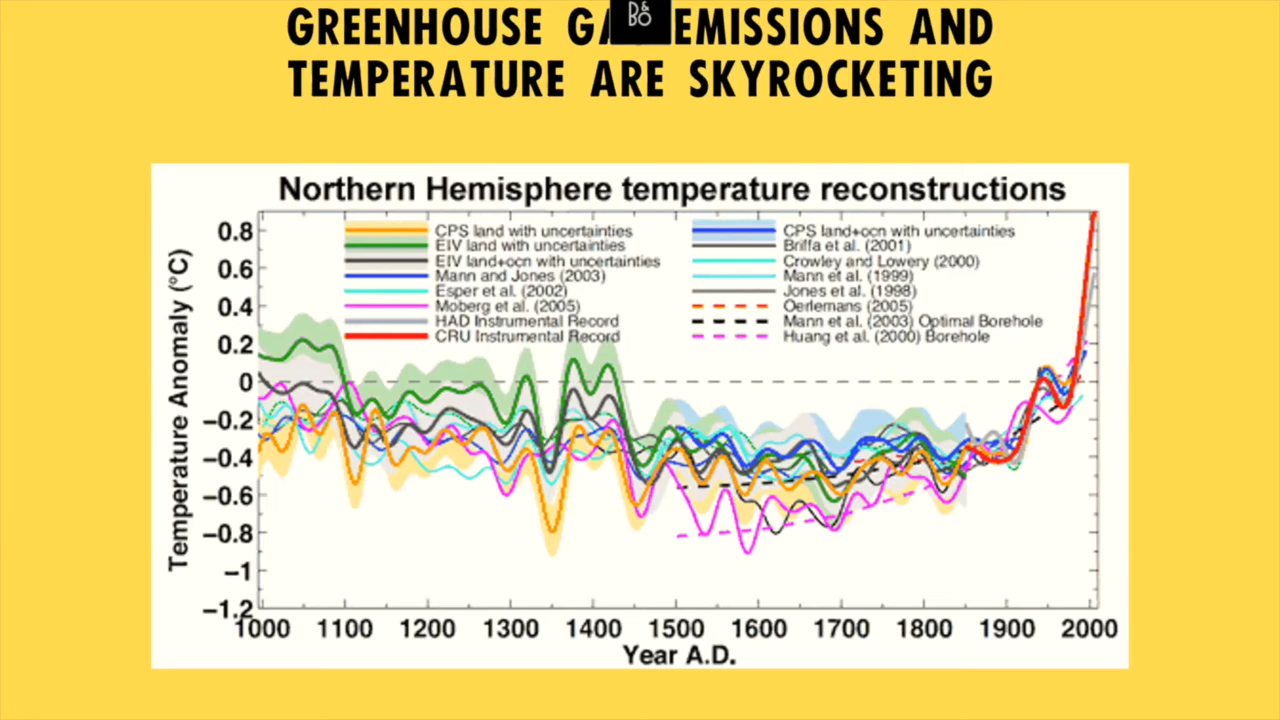 B&
BO
GREENHOUSE GA EMISSIONS AND
TEMPERATURE ARE SKYROCKETING
Northern Hemisphere temperature reconstructions
Temperature Anomaly (°C)
0.8
0.6
0.4
0.2
0
−0.2
−0.4
−0.6
−0.8
−1
−1.2
CPS land with uncertainties
EIV land with uncertainties
EIV land+ocn with uncertainties
Mann and Jones (2003)
Esper et al. (2002)
Moberg et al. (2005)
HAD Instrumental Record
CRU Instrumental Record
CPS land+ocn with uncertainties
Briffa et al. (2001)
Crowley and Lowery (2000)
Mann et al. (1999)
Jones et al. (1998)
Oerlemans (2005)
Mann et al. (2003) Optimal Borehole
Huang et al. (2000) Borehole
1000 1100 1200 1300 1400 1500 1600 1700 1800 1900 2000
Year A.D.